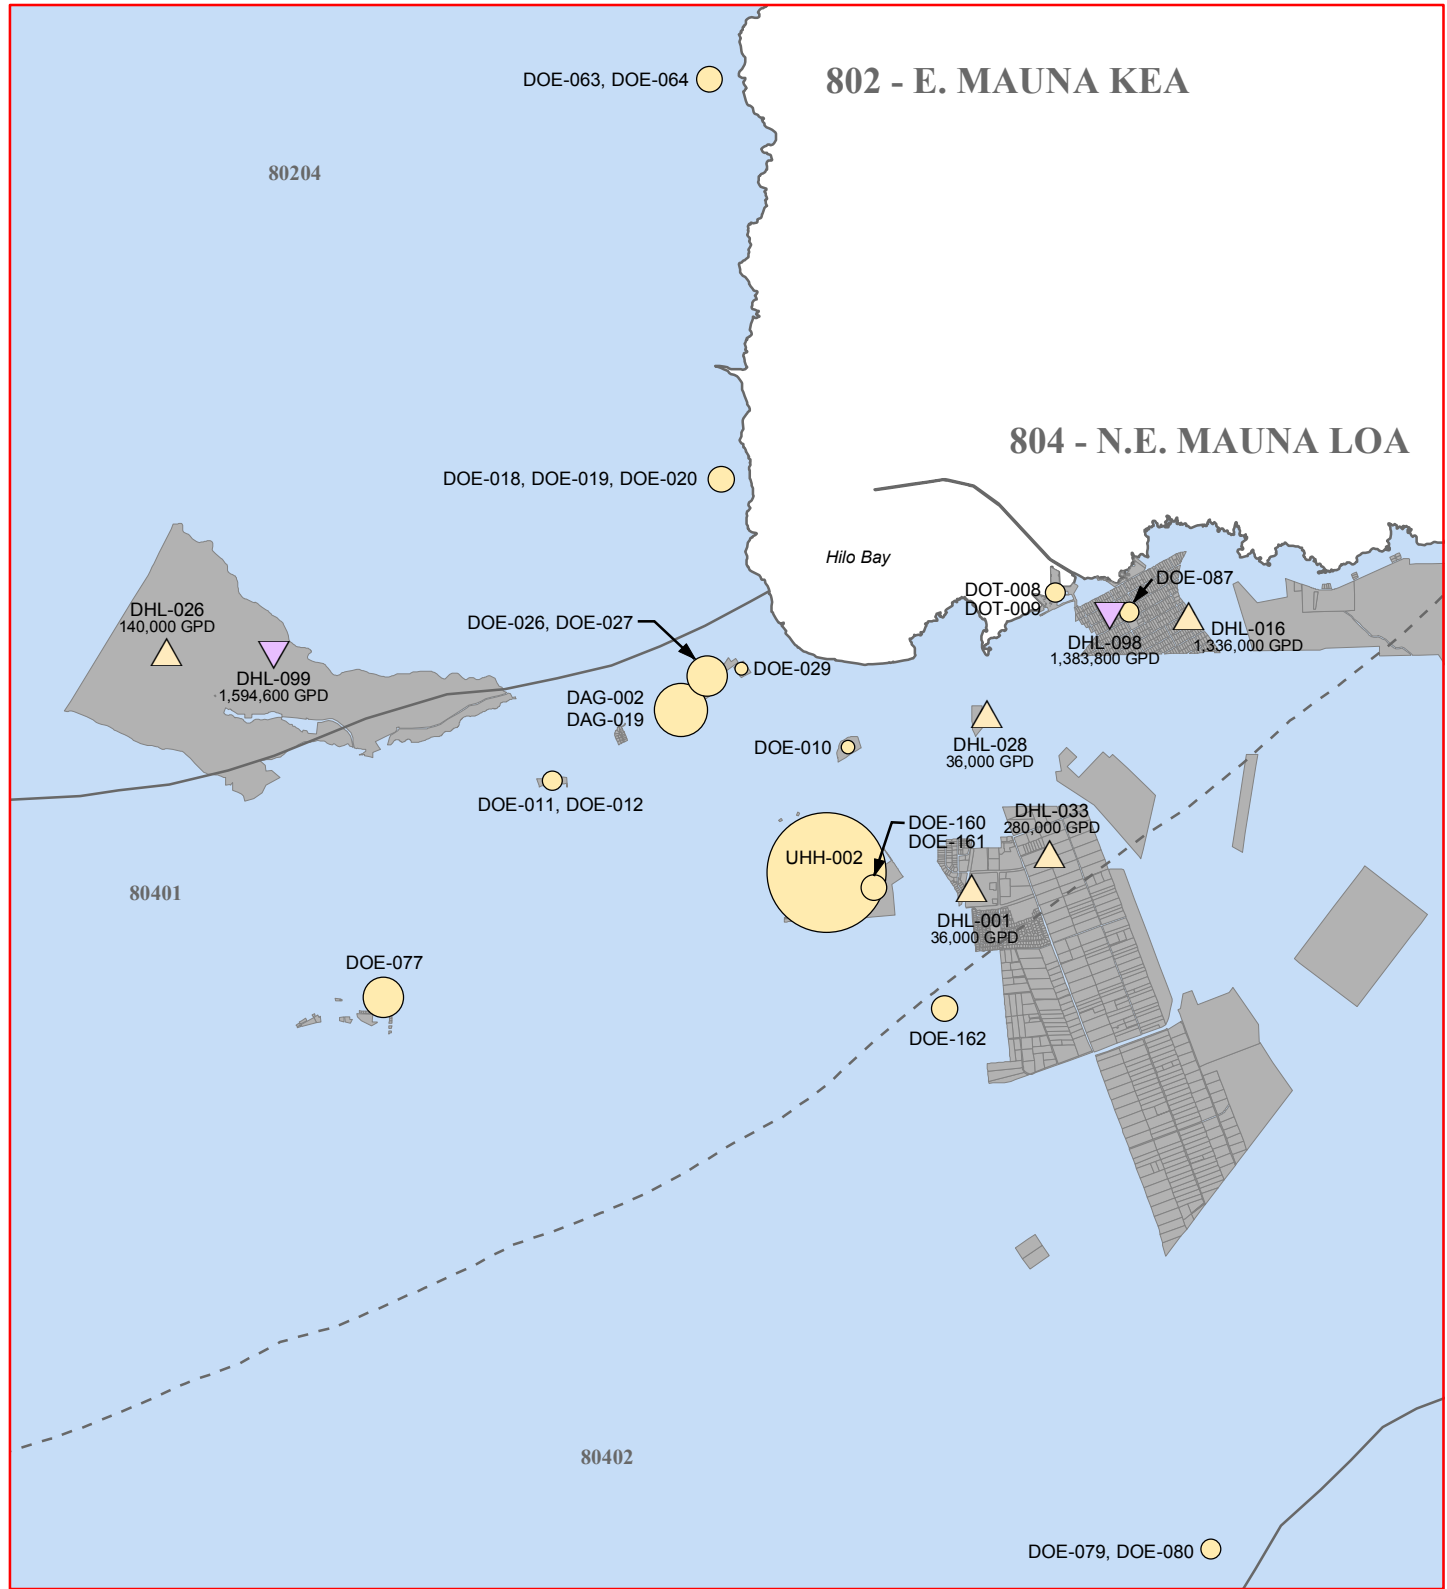 DOE-063, DOE-064
802 - E. MAUNA KEA
80204
804 - N.E. MAUNA LOA
DOE-018, DOE-019, DOE-020
Hilo Bay
DOE-087
DOT-008
DOT-009
DHL-026
140,000 GPD
DOE-026, DOE-027
DHL-016
1,336,000 GPD
DHL-098
1,383,800 GPD
DHL-099
1,594,600 GPD
DOE-029
DAG-002
DAG-019
DOE-010
DHL-028
36,000 GPD
DOE-011, DOE-012
DHL-033
280,000 GPD
DOE-160
DOE-161
UHH-002
80401
DHL-001
36,000 GPD
DOE-077
DOE-162
80402
DOE-079, DOE-080